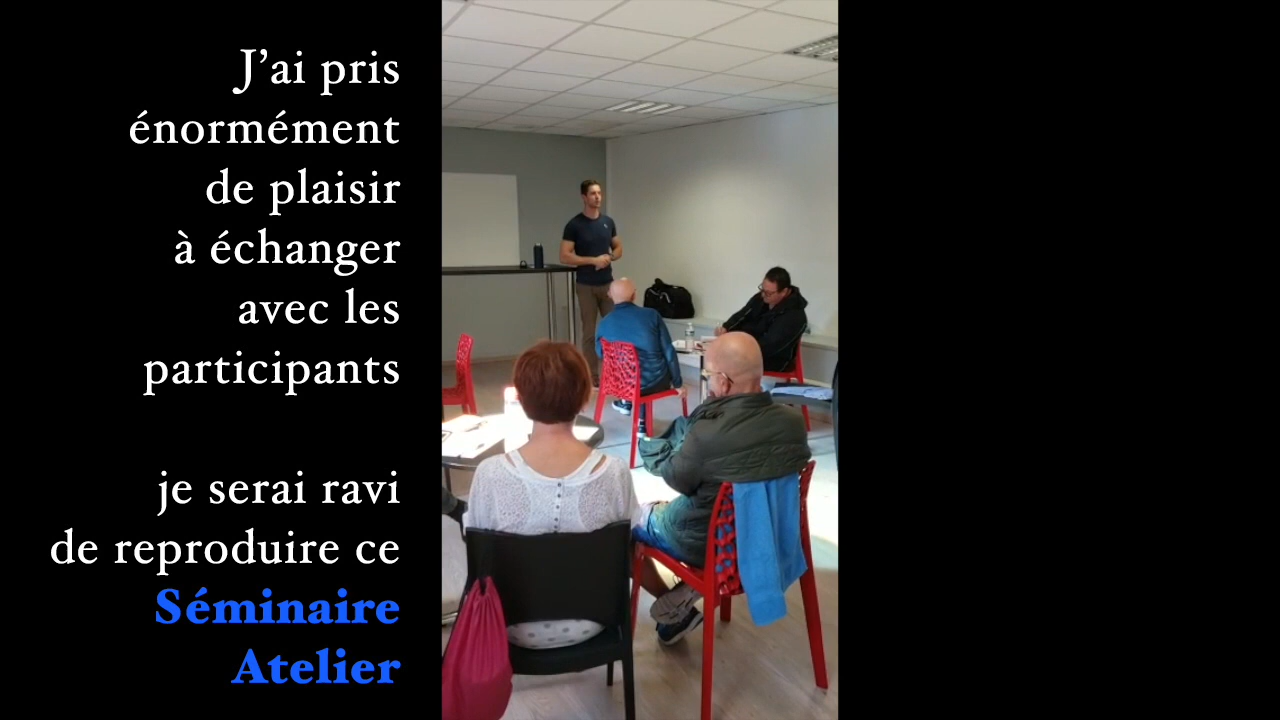 J’ai pris
énormément
de plaisir
à échanger
avec les
participants
je serai ravi
de reproduire ce
Séminaire
Atelier